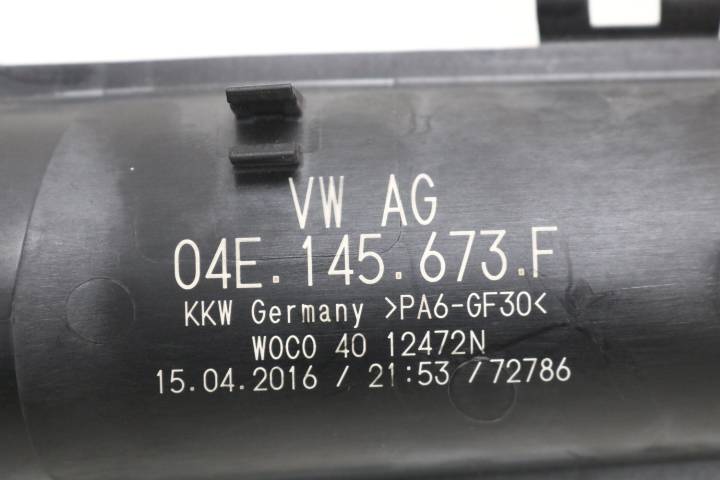 VW AG
04E.145.673.F
KKW Germany >PA6-GF30<
WOCO 40 12472N
15.04.2016 / 21:53 /72786